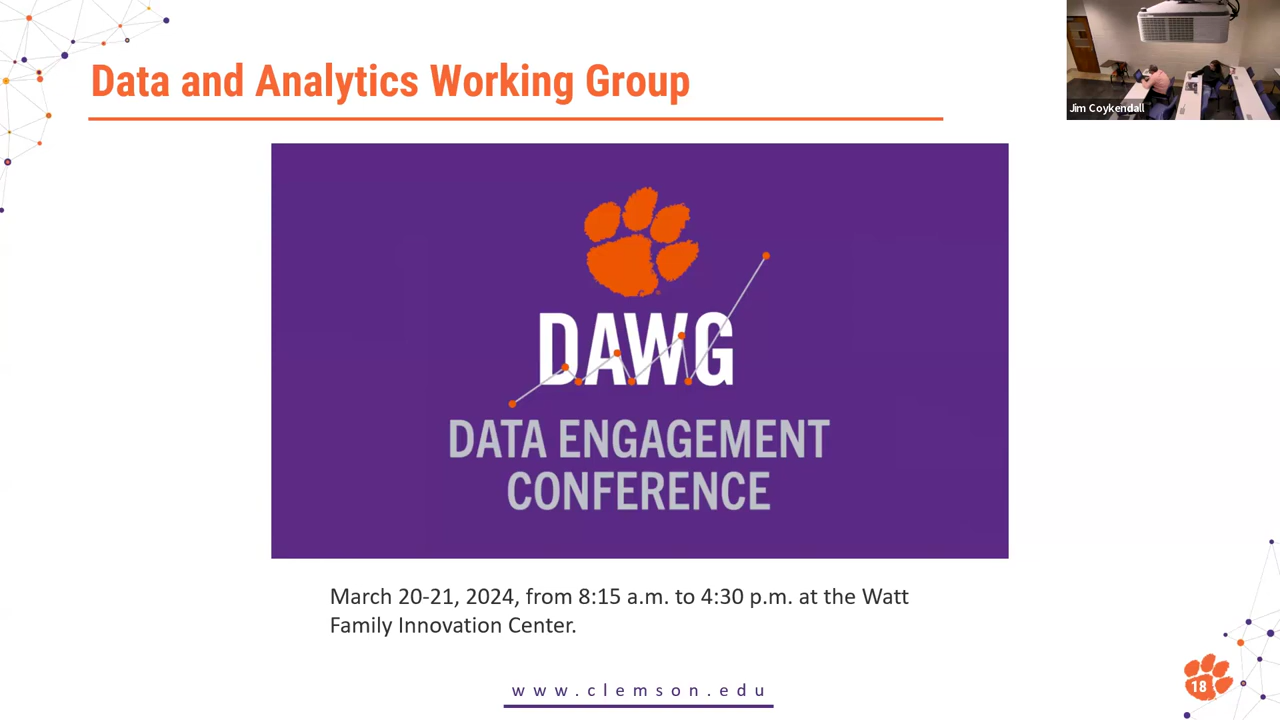 Data and Analytics Working Group
Jim Coykendall
DAWG
DATA ENGAGEMENT
CONFERENCE
March 20-21, 2024, from 8:15 a.m. to 4:30 p.m. at the Watt
Family Innovation Center.
www.clemson.edu
18